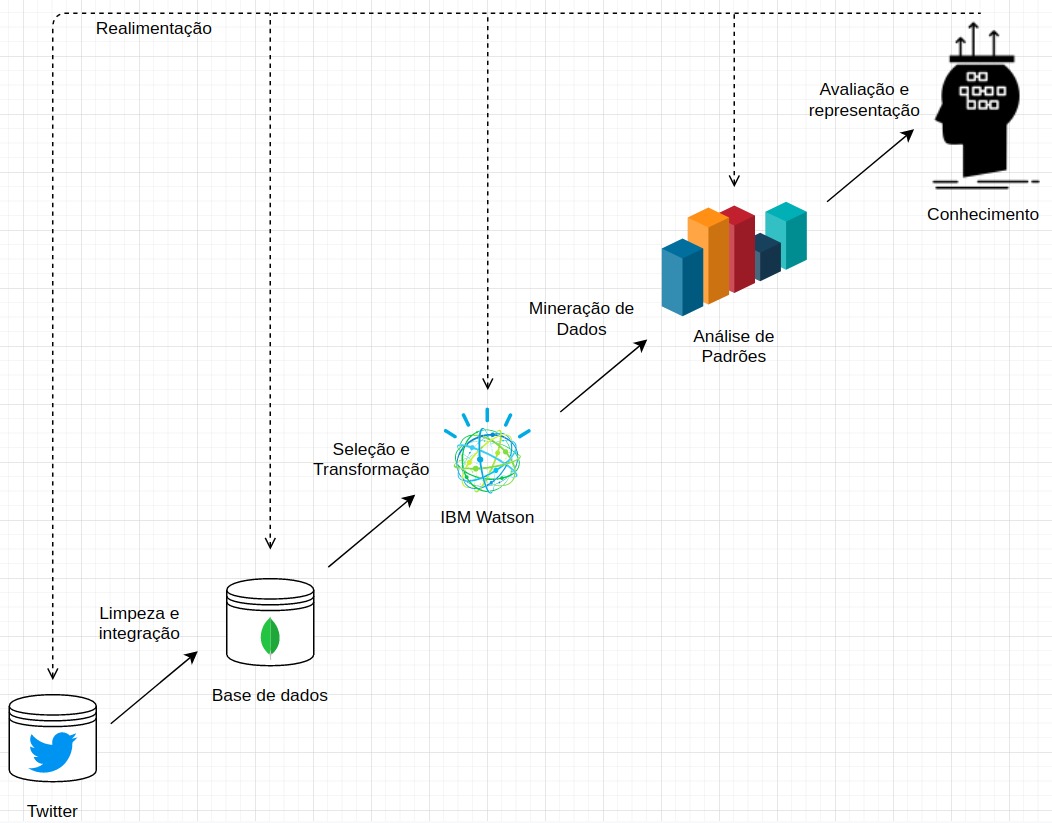 Realimentação
Avaliação e
representação
Conhecimento
Mineração de
Dados
Análise de
Padrões
Seleção e
Transformação
IBM Watson
Limpeza e
integração
Base de dados
Twitter